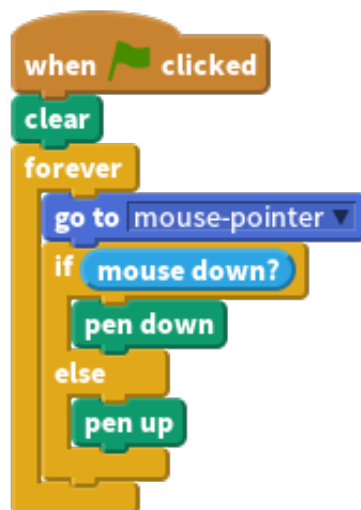 when clicked
clear
forever
go to mouse-pointer
if mouse down?
pen down
else
pen up